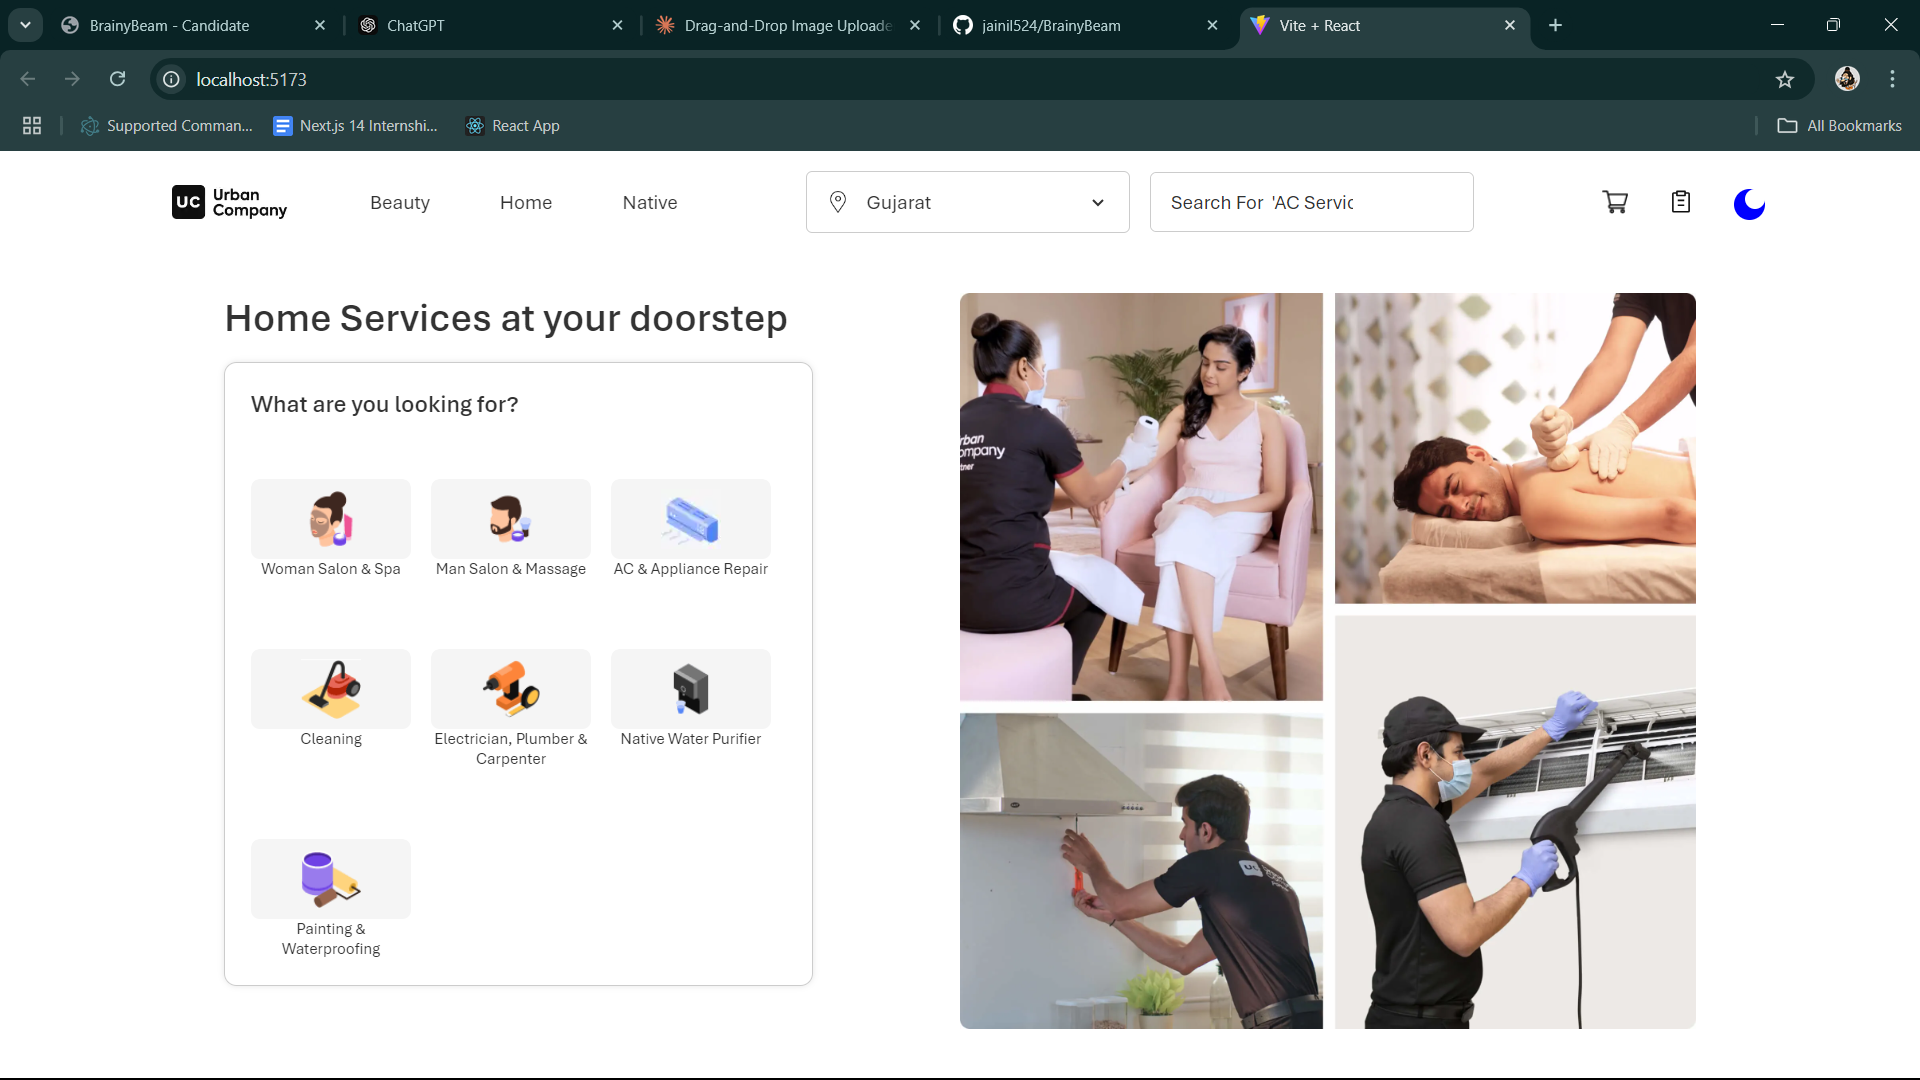 BrainyBeam - Candidate
ChatGPT
Drag-and-Drop Image Uploade
jainil524/BrainyBeam
Vite + React
localhost:5173
Supported Comman...
Next.js 14 Internshi...
React App
All Bookmarks
UC Urban Company
Beauty
Home
Native
Gujarat
Search For 'AC Servic
Home Services at your doorstep
What are you looking for?
Woman Salon & Spa
Man Salon & Massage
AC & Appliance Repair
Cleaning
Electrician, Plumber &
Carpenter
Native Water Purifier
Painting &
Waterproofing
rban
ompany
tner
UC